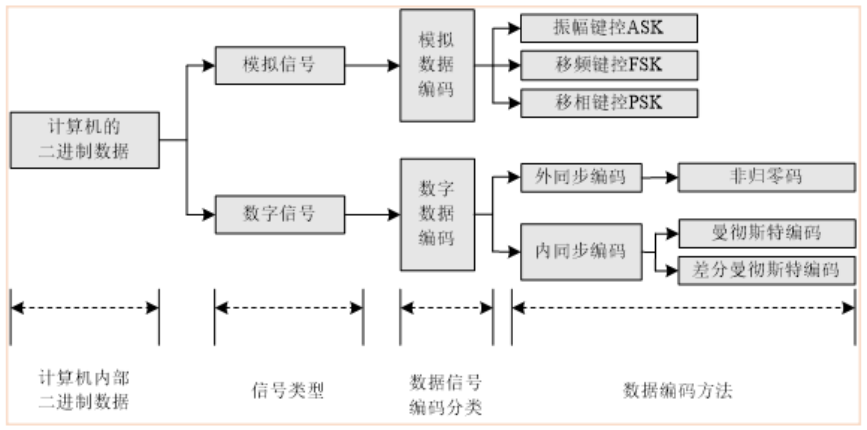 计算机的
二进制数据
模拟信号
数字信号
模拟
数据
编码
数字
数据
编码
振幅键控ASK
移频键控FSK
移相键控PSK
外同步编码
非归零码
内同步编码
曼彻斯特编码
差分曼彻斯特编码
计算机内部
二进制数据
信号类型
数据信号
编码分类
数据编码方法